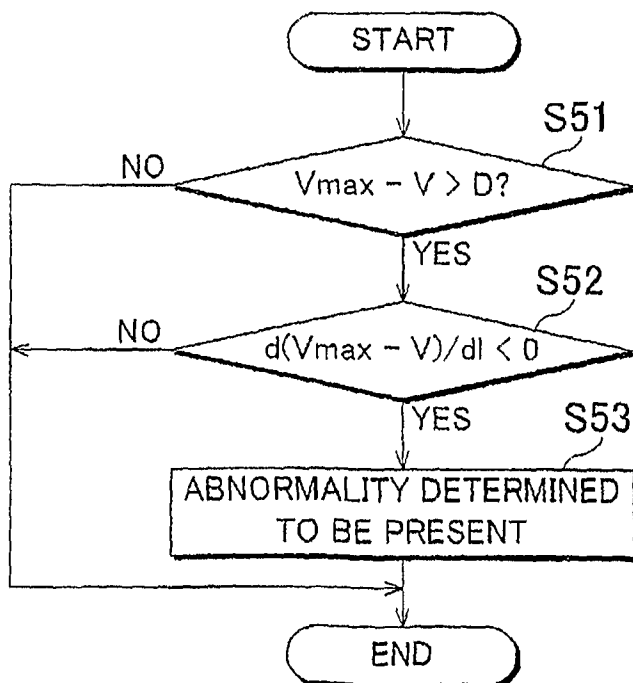 START
S51
NO
Vmax − V > D?
YES
S52
NO
d(Vmax − V)/dI < 0
YES
S53
ABNORMALITY DETERMINED
TO BE PRESENT
END